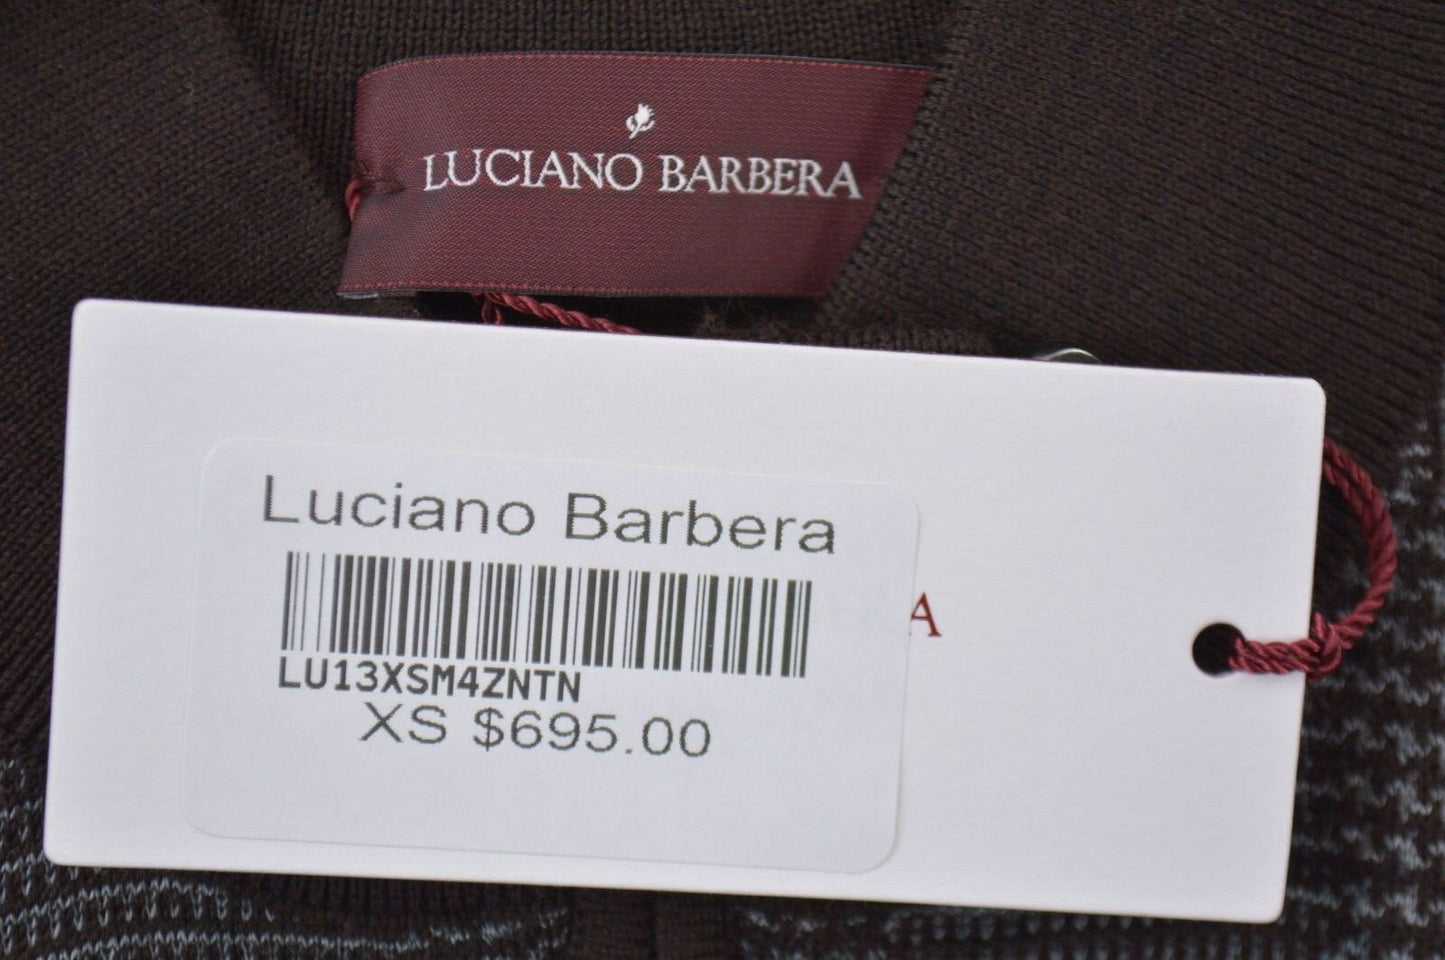 LUCIANO BARBERA
Luciano Barbera
A
LU13XSM4ZNTN
XS $695.00